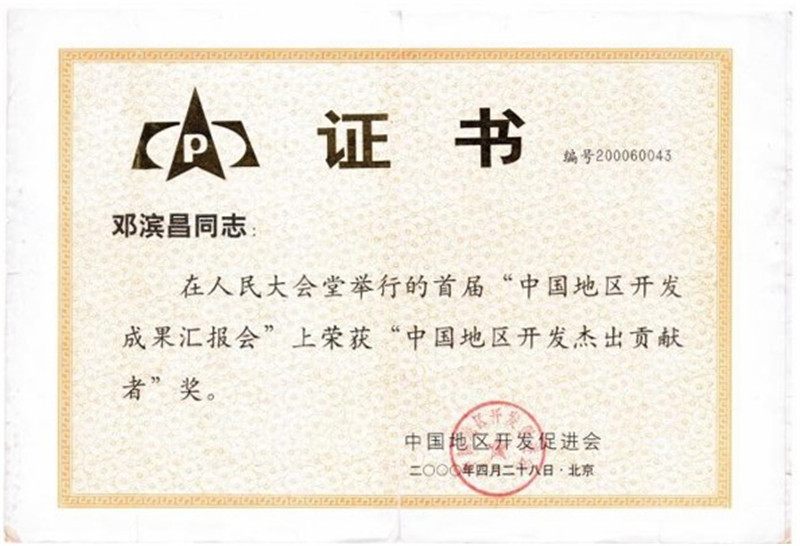 P
证书
编号200060043
邓滨昌同志：
在人民大会堂举行的首届“中国地区开发
成果汇报会”上荣获“中国地区开发杰出贡献
者”奖。
中国地区开发促进会
二〇〇〇年四月二十八日·北京